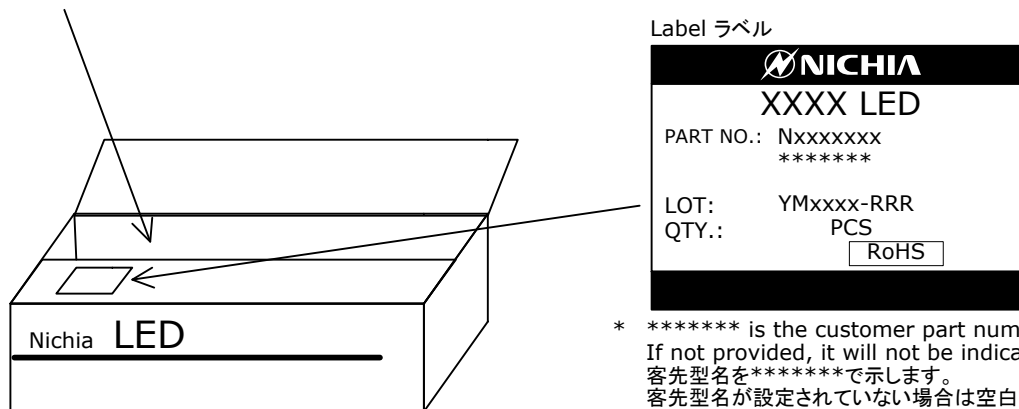 Label ラベル
NICHIA
XXXX LED
PART NO.: Nxxxxxxx
*******
LOT: YMxxxx-RRR
QTY.: PCS
RoHS
Nichia LED
* ******* is the customer part num
If not provided, it will not be indica
客先型名を*******で示します。
客先型名が設定されていない場合は空白